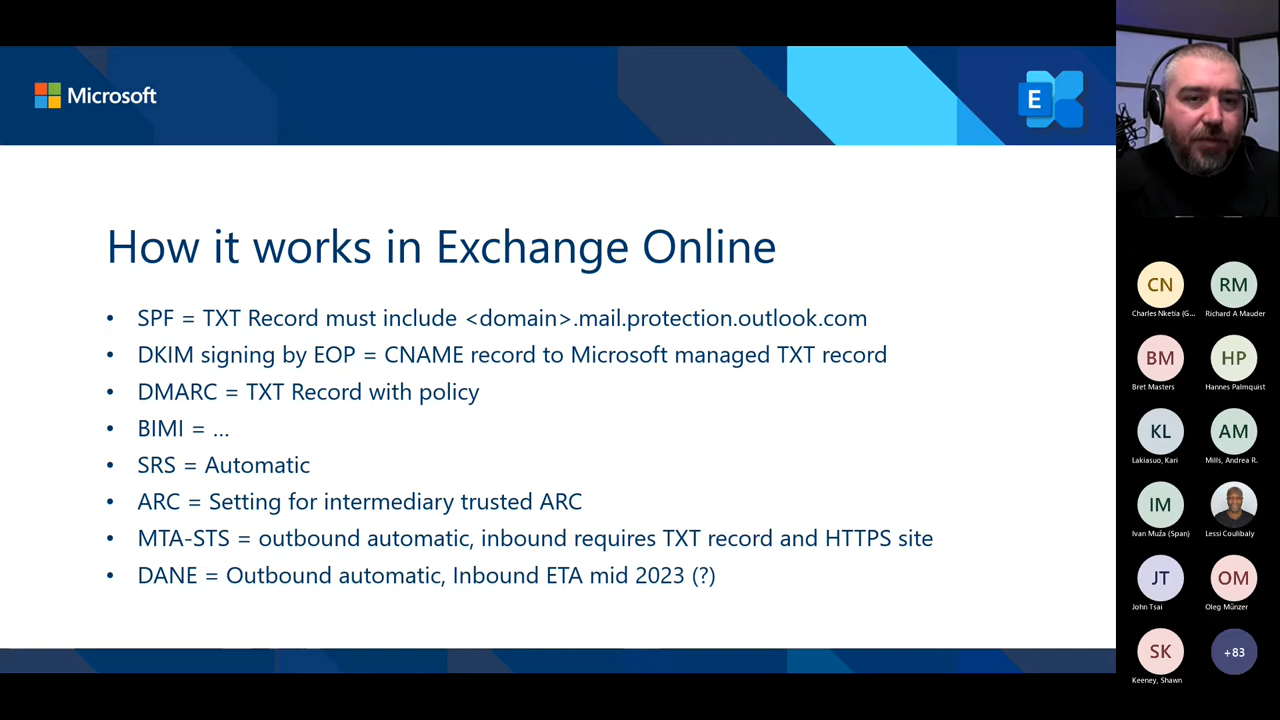 Microsoft
E
How it works in Exchange Online
• SPF = TXT Record must include <domain>.mail.protection.outlook.com
• DKIM signing by EOP = CNAME record to Microsoft managed TXT record
• DMARC = TXT Record with policy
• BIMI = ...
• SRS = Automatic
• ARC = Setting for intermediary trusted ARC
• MTA-STS = outbound automatic, inbound requires TXT record and HTTPS site
• DANE = Outbound automatic, Inbound ETA mid 2023 (?)
CN
Charles Nketia (G...
RM
Richard A Mauder
BM
Bret Masters
HP
Hannes Palmquist
KL
Lakiasuo, Kari
AM
Mills, Andrea R.
IM
Ivan Muža (Span)
Lessi Coulibaly
JT
John Tsai
OM
Oleg Münzer
SK
Keeney, Shawn
+83